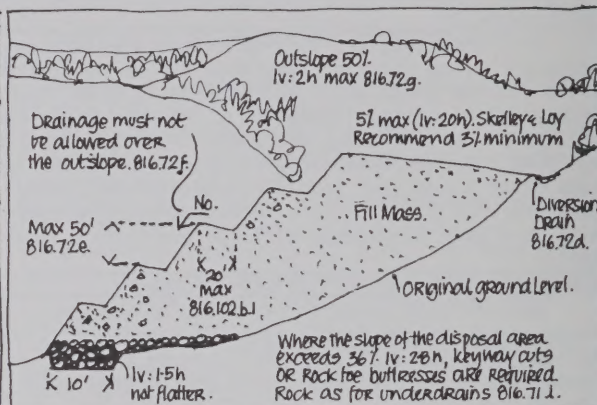 Outslope 50%
1v:2h max 816.72g.
Drainage must not
be allowed over
the outslope. 816.72f.
5% max (1v:20h). Skelley & Loy
Recommend 3% minimum
No.
Max 50'
816.72e.
Fill Mass.
Diversion
Drain
816.72d.
20'
max
816.102.b.1
Original ground level.
10'
1v:1.5h
not flatter.
Where the slope of the disposal area
exceeds 36% 1v:2.8h, keyway cuts
OR Rock toe buttresses are required.
Rock as for underdrains 816.71